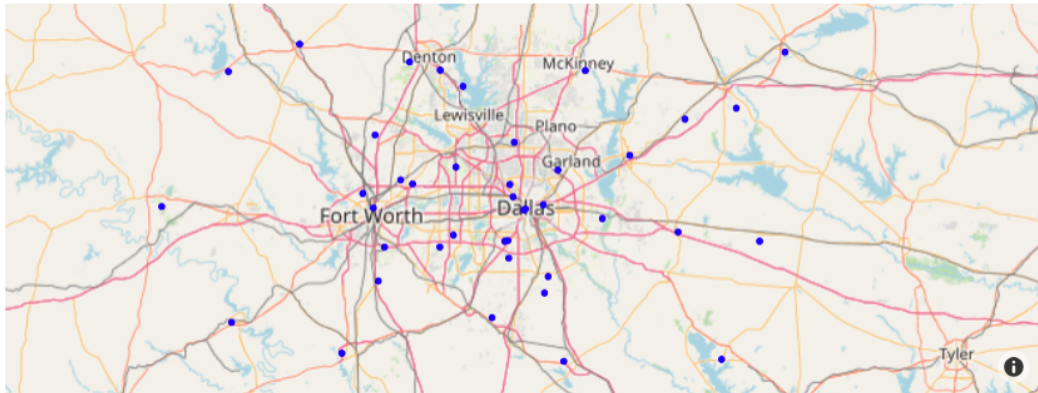 Denton
McKinney
Lewisville
Plano
Garland
Fort Worth
Dallas
Tyler
i